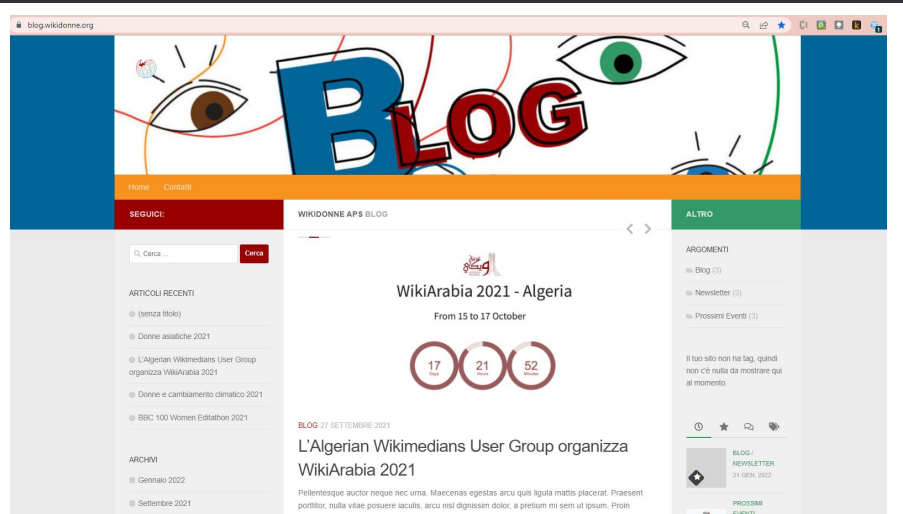 blog.wikidonne.org
BLOG
Home Contatti
SEGUICI:
Cerca ...
Cerca
ARTICOLI RECENTI
(senza titolo)
Donne asiatiche 2021
L'Algerian Wikimedians User Group
organizza WikiArabia 2021
Donne e cambiamento climatico 2021
BBC 100 Women Editathon 2021
ARCHIVI
Gennaio 2022
Settembre 2021
WIKIDONNE APS BLOG
WikiArabia 2021 - Algeria
From 15 to 17 October
17
Days
21
Hours
52
Minutes
BLOG 27 SETTEMBRE 2021
L'Algerian Wikimedians User Group organizza
WikiArabia 2021
Pellentesque auctor neque nec urna. Maecenas egestas arcu quis ligula mattis placerat. Praesent
porttitor, nulla vitae posuere iaculis, arcu nisl dignissim dolor, a pretium mi sem ut ipsum. Proin
ALTRO
ARGOMENTI
Blog (3)
Newsletter (3)
Prossimi Eventi (3)
Il tuo sito non ha tag, quindi
non c'è nulla da mostrare qui
al momento.
BLOG /
NEWSLETTER
21 GEN, 2022
PROSSIMI
EVENTI